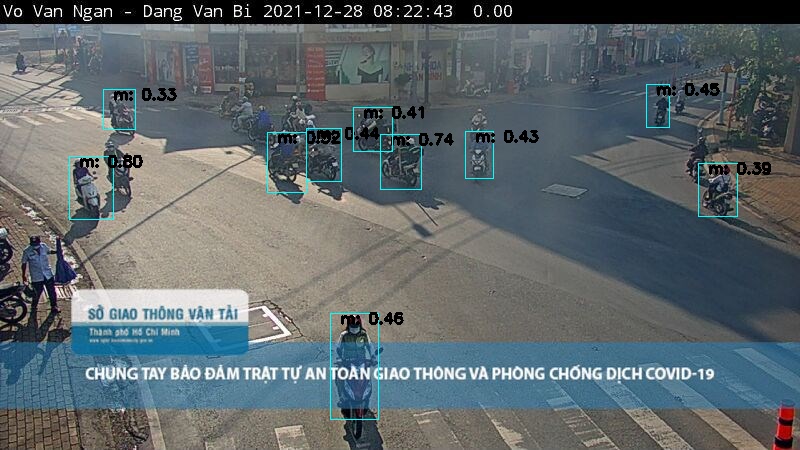 Vo Van Ngan - Dang Van Bi 2021-12-28 08:22:43 0.00
m: 0.33
m: 0.41
m: 0.45
m: 0.44
m: 0.74
m: 0.43
m: 0.39
m: 0.46
SỞ GIAO THÔNG VẬN TẢI
Thành phố Hồ Chí Minh
CHUNG TAY BẢO ĐẢM TRẬT TỰ AN TOÀN GIAO THÔNG VÀ PHÒNG CHỐNG DỊCH COVID-19